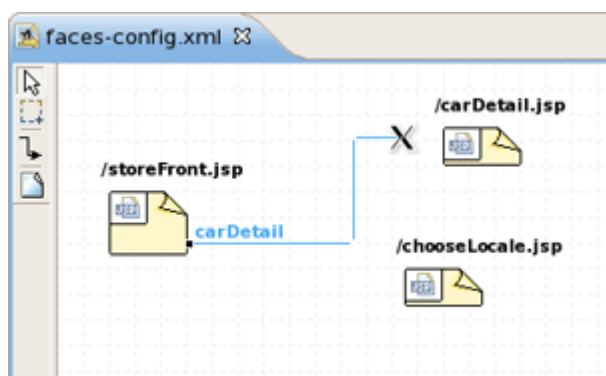 faces-config.xml
/carDetail.jsp
/storeFront.jsp
carDetail
/chooseLocale.jsp